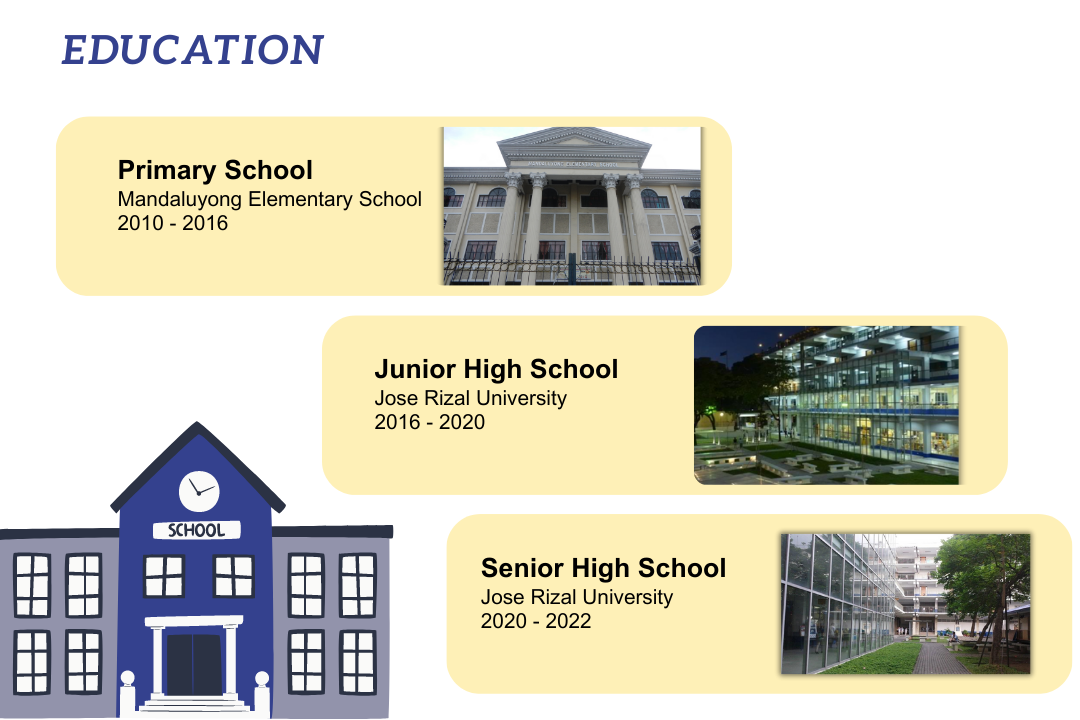 EDUCATION
Primary School
Mandaluyong Elementary School
2010 - 2016
Junior High School
Jose Rizal University
2016 - 2020
SCHOOL
Senior High School
Jose Rizal University
2020 - 2022